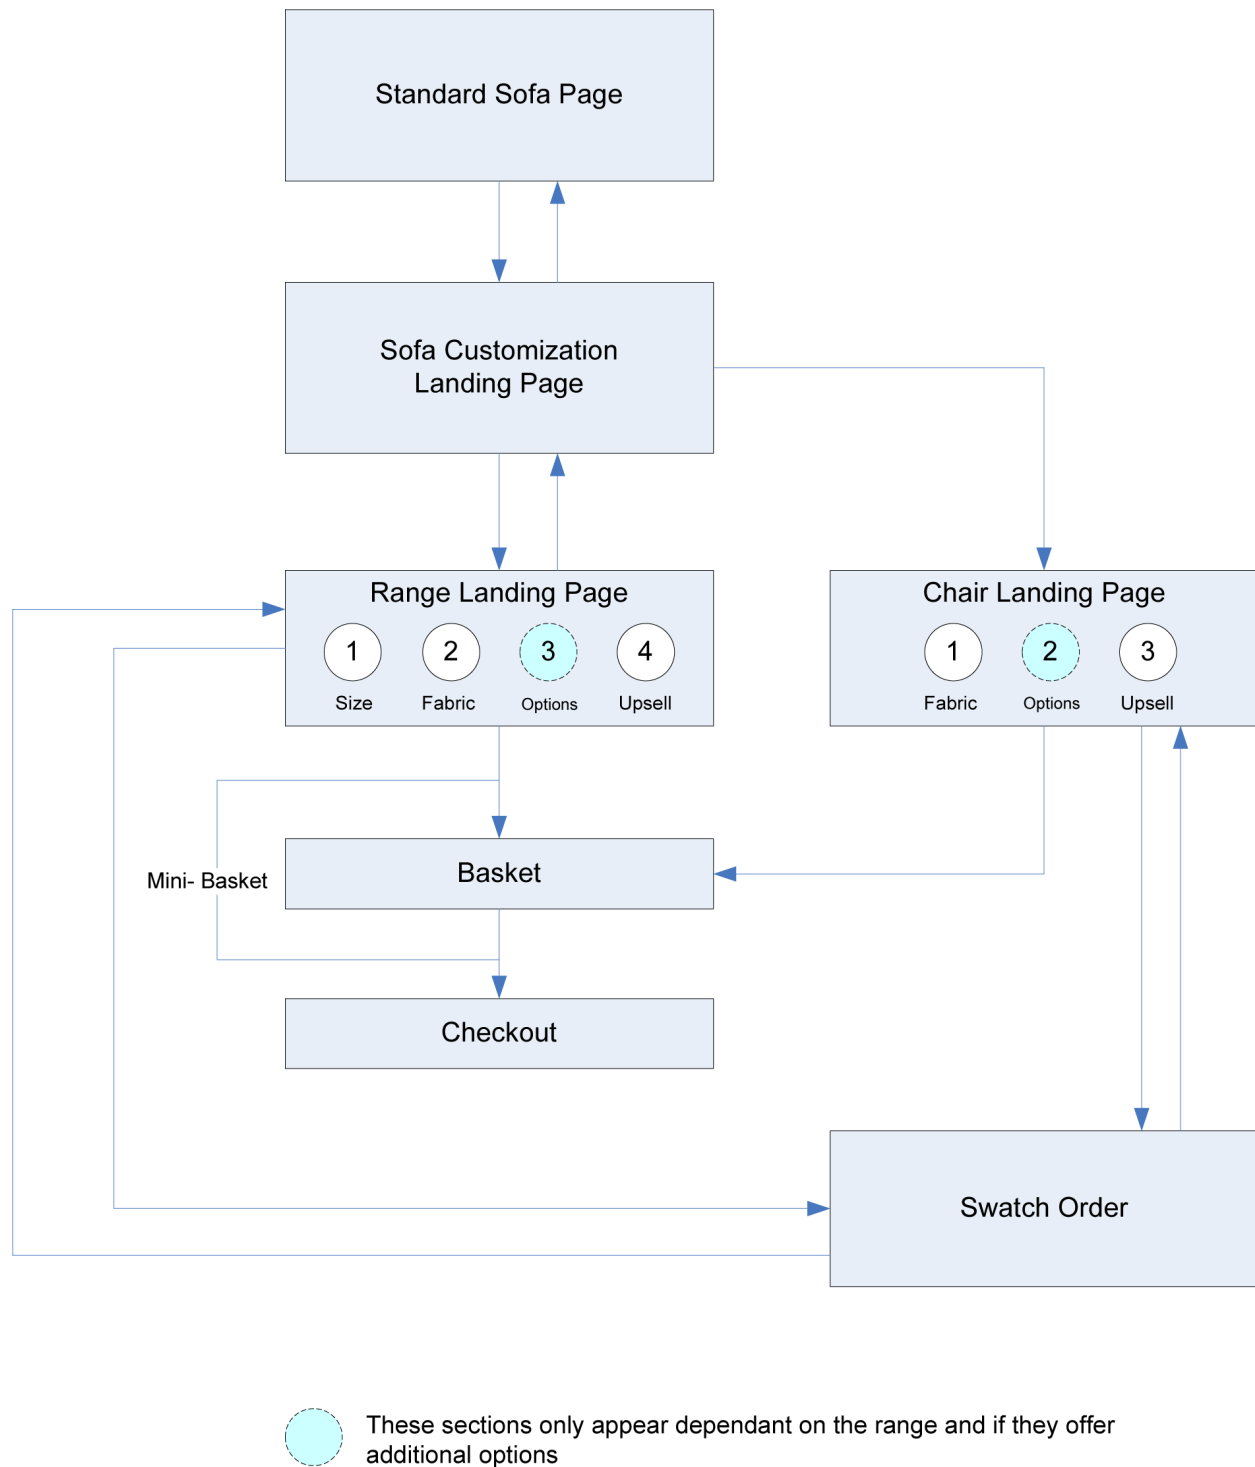 Standard Sofa Page
Sofa Customization
Landing Page
Range Landing Page
1 2 3 4
Size Fabric Options Upsell
Chair Landing Page
1 2 3
Fabric Options Upsell
Mini- Basket
Basket
Checkout
Swatch Order
These sections only appear dependant on the range and if they offer
additional options